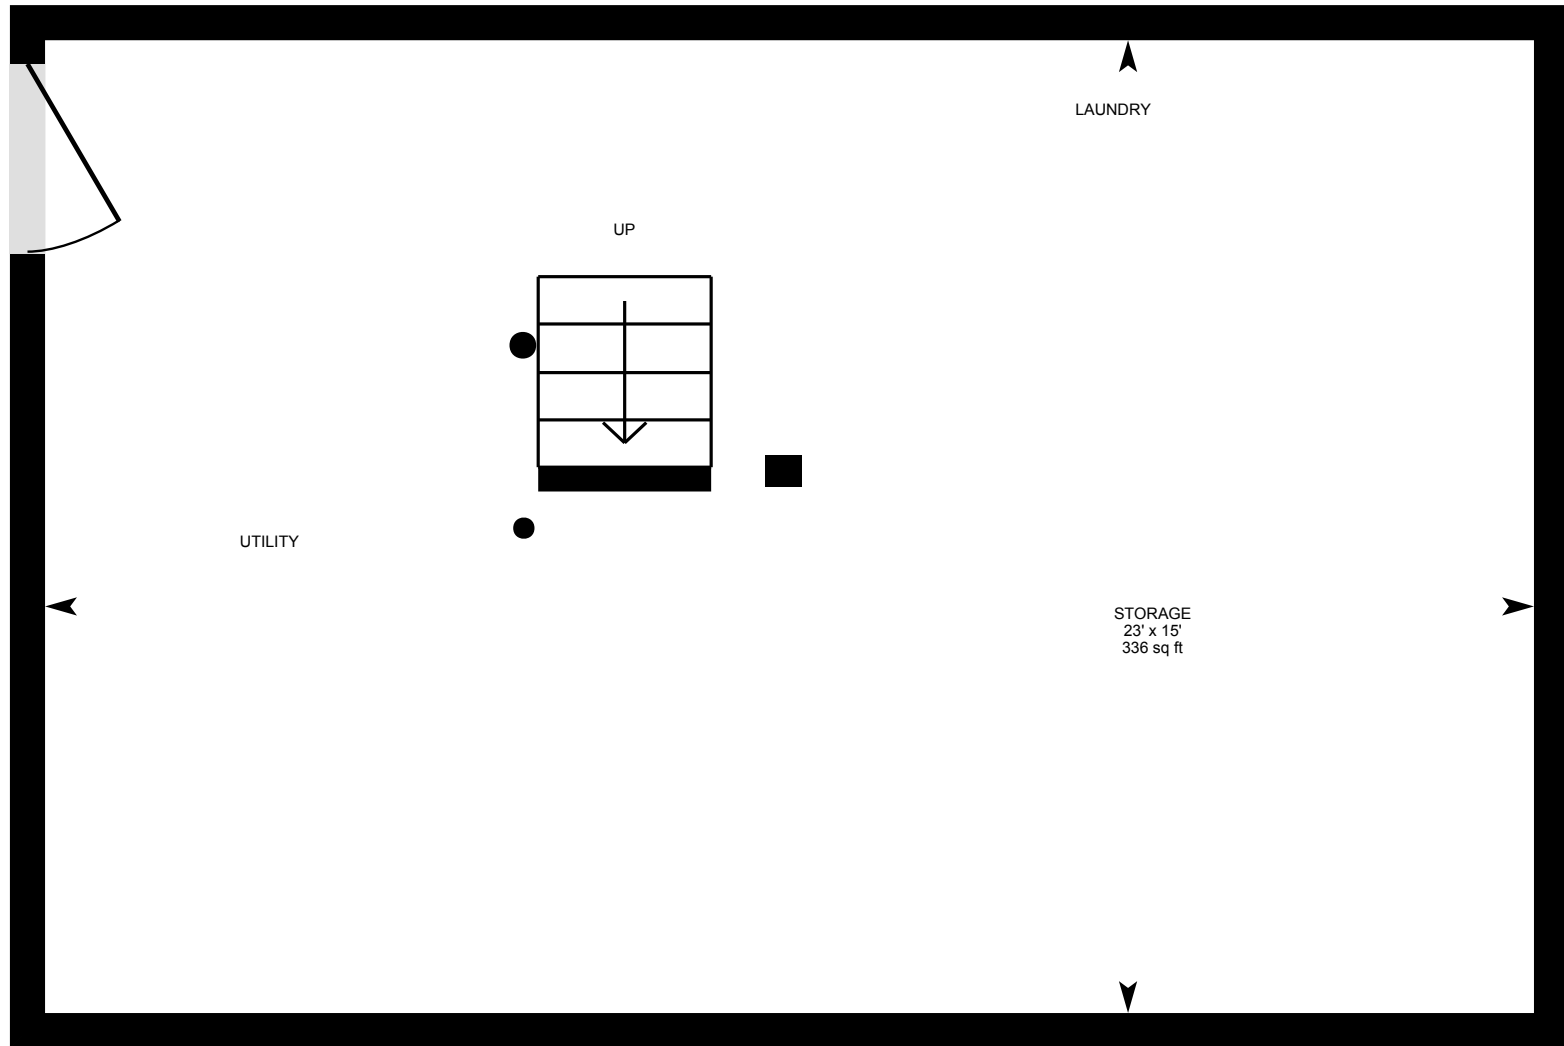 LAUNDRY
UP
UTILITY
STORAGE
23' x 15'
336 sq ft